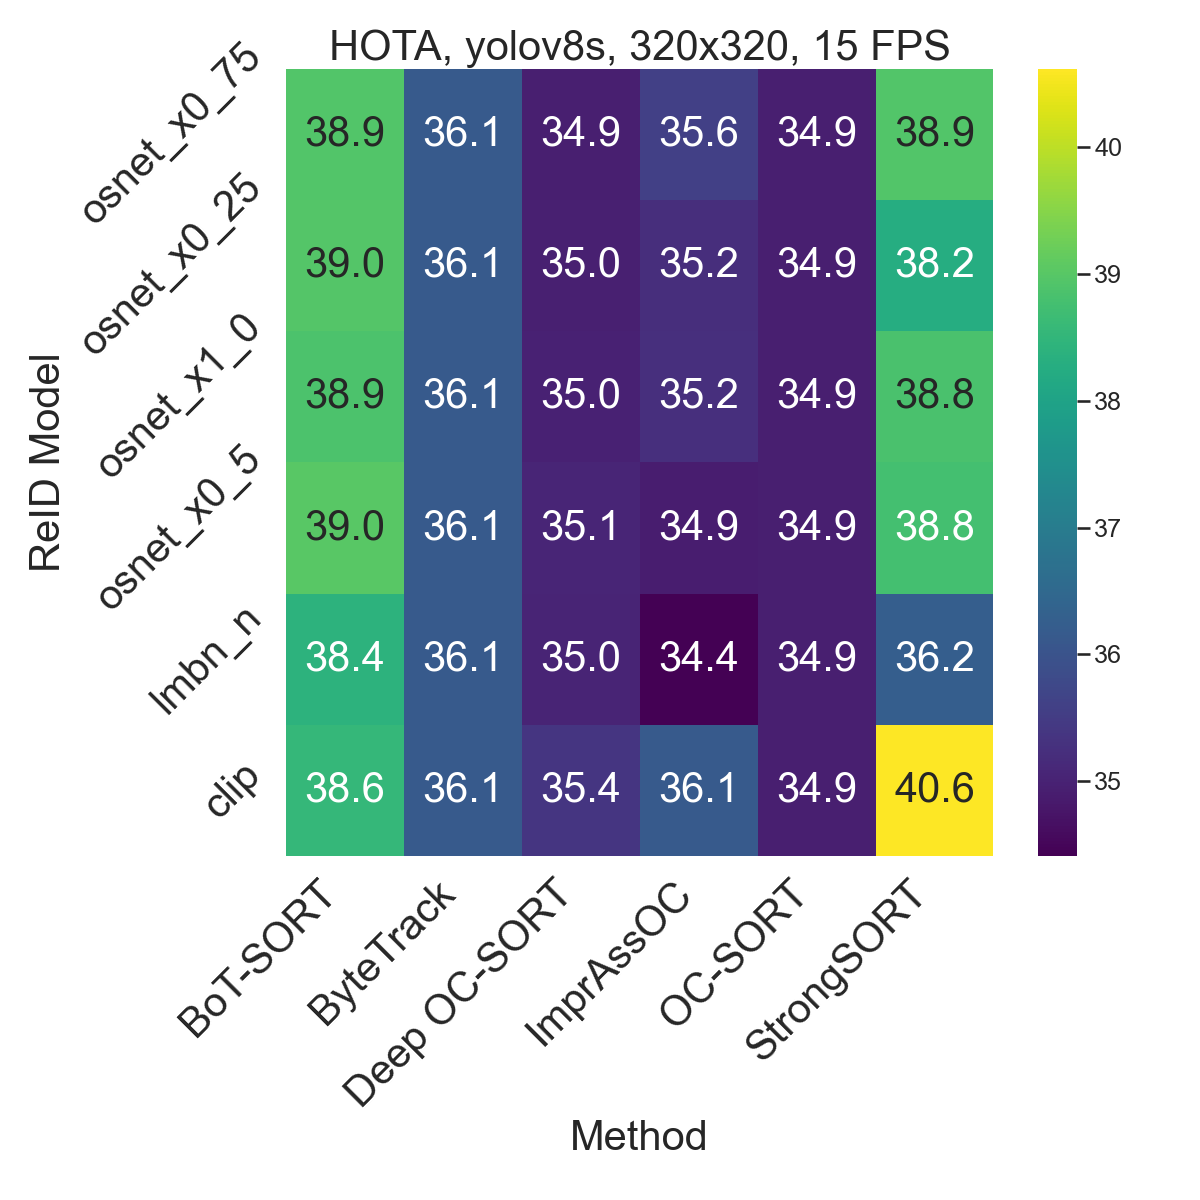 HOTA, yolov8s, 320x320, 15 FPS
ReID Model
osnet_x0_75 38.9 36.1 34.9 35.6 34.9 38.9
osnet_x0_25 39.0 36.1 35.0 35.2 34.9 38.2
osnet_x1_0 38.9 36.1 35.0 35.2 34.9 38.8
osnet_x0_5 39.0 36.1 35.1 34.9 34.9 38.8
lmbn_n 38.4 36.1 35.0 34.4 34.9 36.2
clip 38.6 36.1 35.4 36.1 34.9 40.6
BoT-SORT
ByteTrack
Deep OC-SORT
ImprAssOC
OC-SORT
StrongSORT
Method
40
39
38
37
36
35